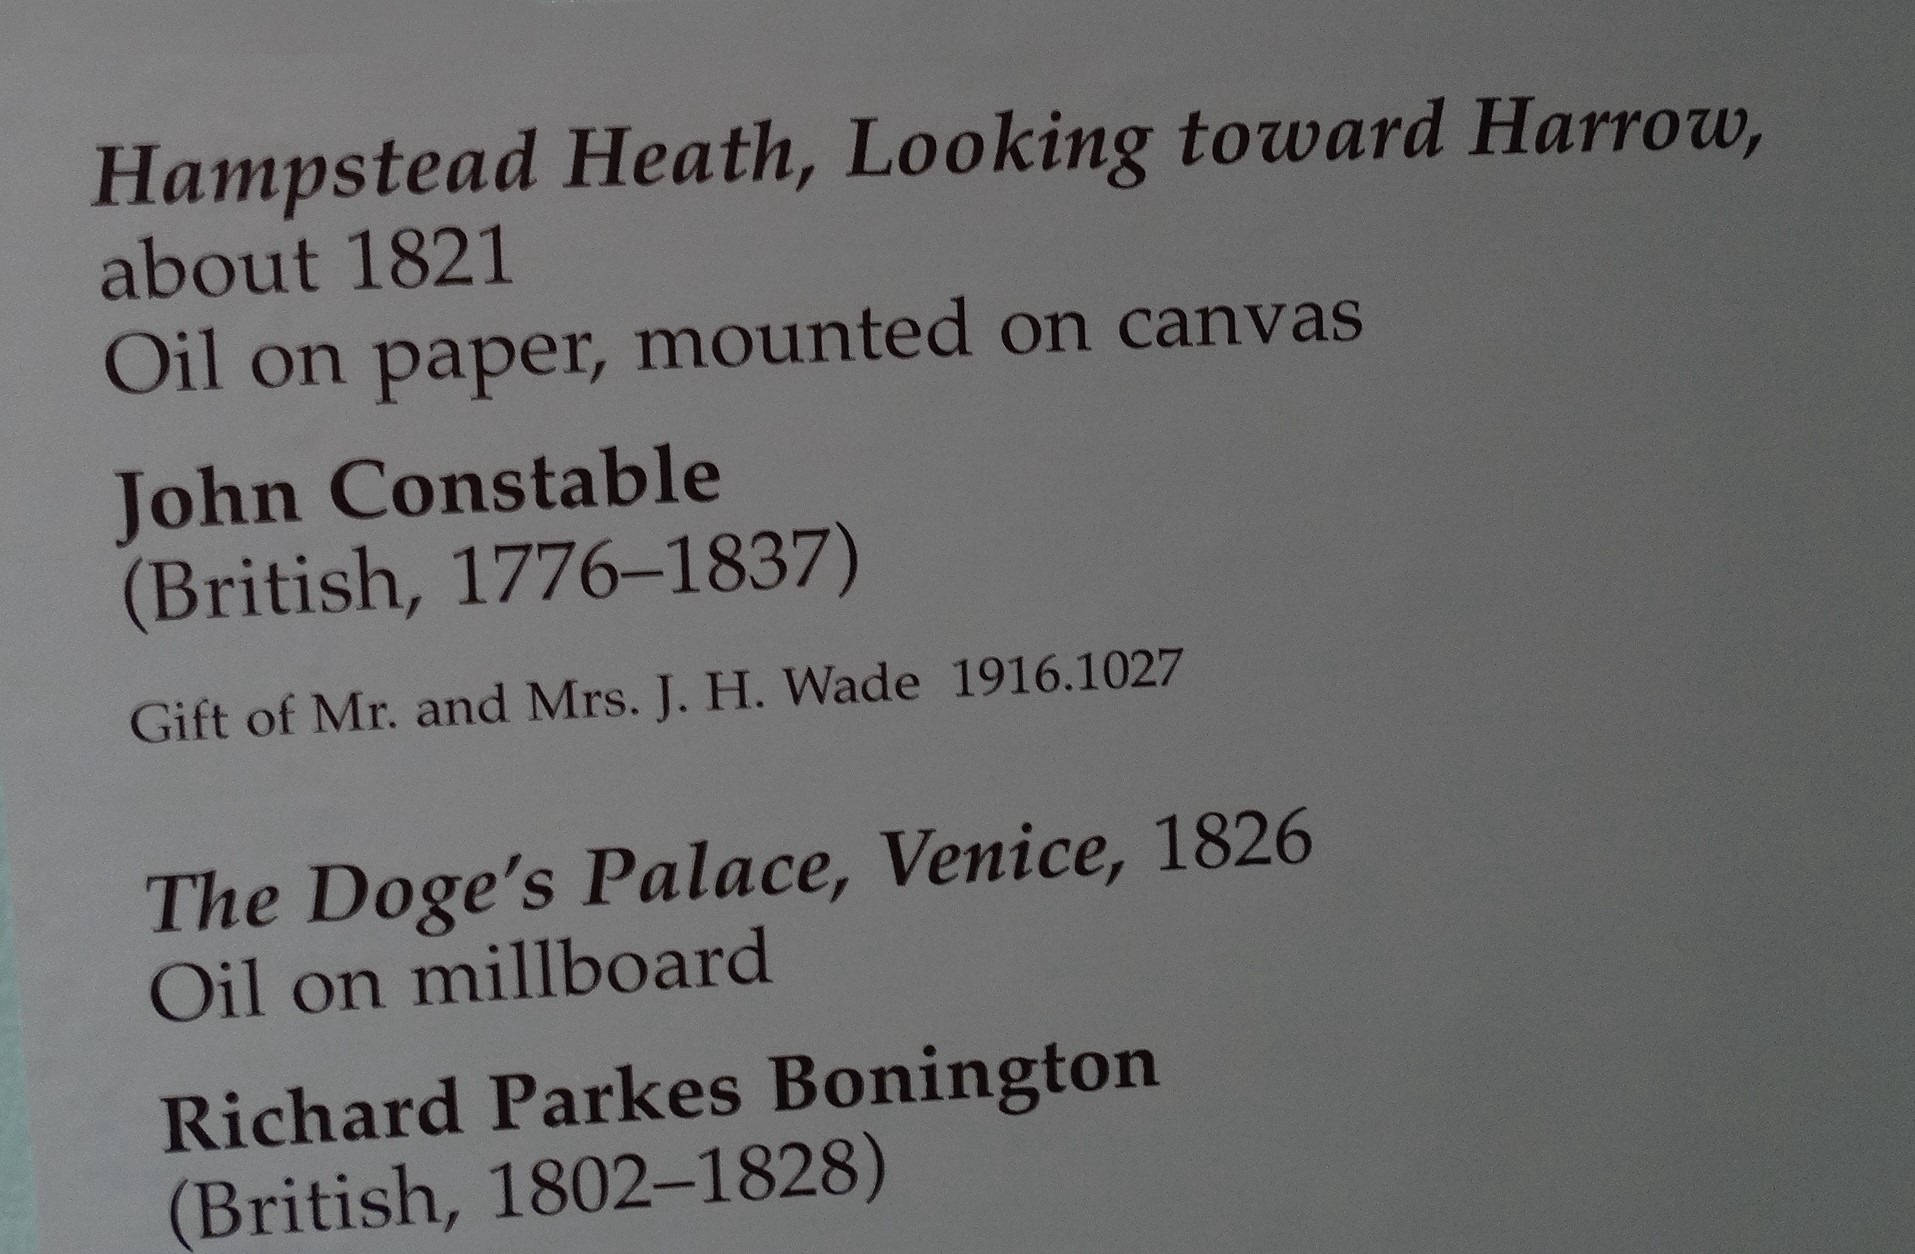 Hampstead Heath, Looking toward Harrow,
about 1821
Oil on paper, mounted on canvas
John Constable
(British, 1776–1837)
Gift of Mr. and Mrs. J. H. Wade 1916.1027
The Doge's Palace, Venice, 1826
Oil on millboard
Richard Parkes Bonington
(British, 1802–1828)